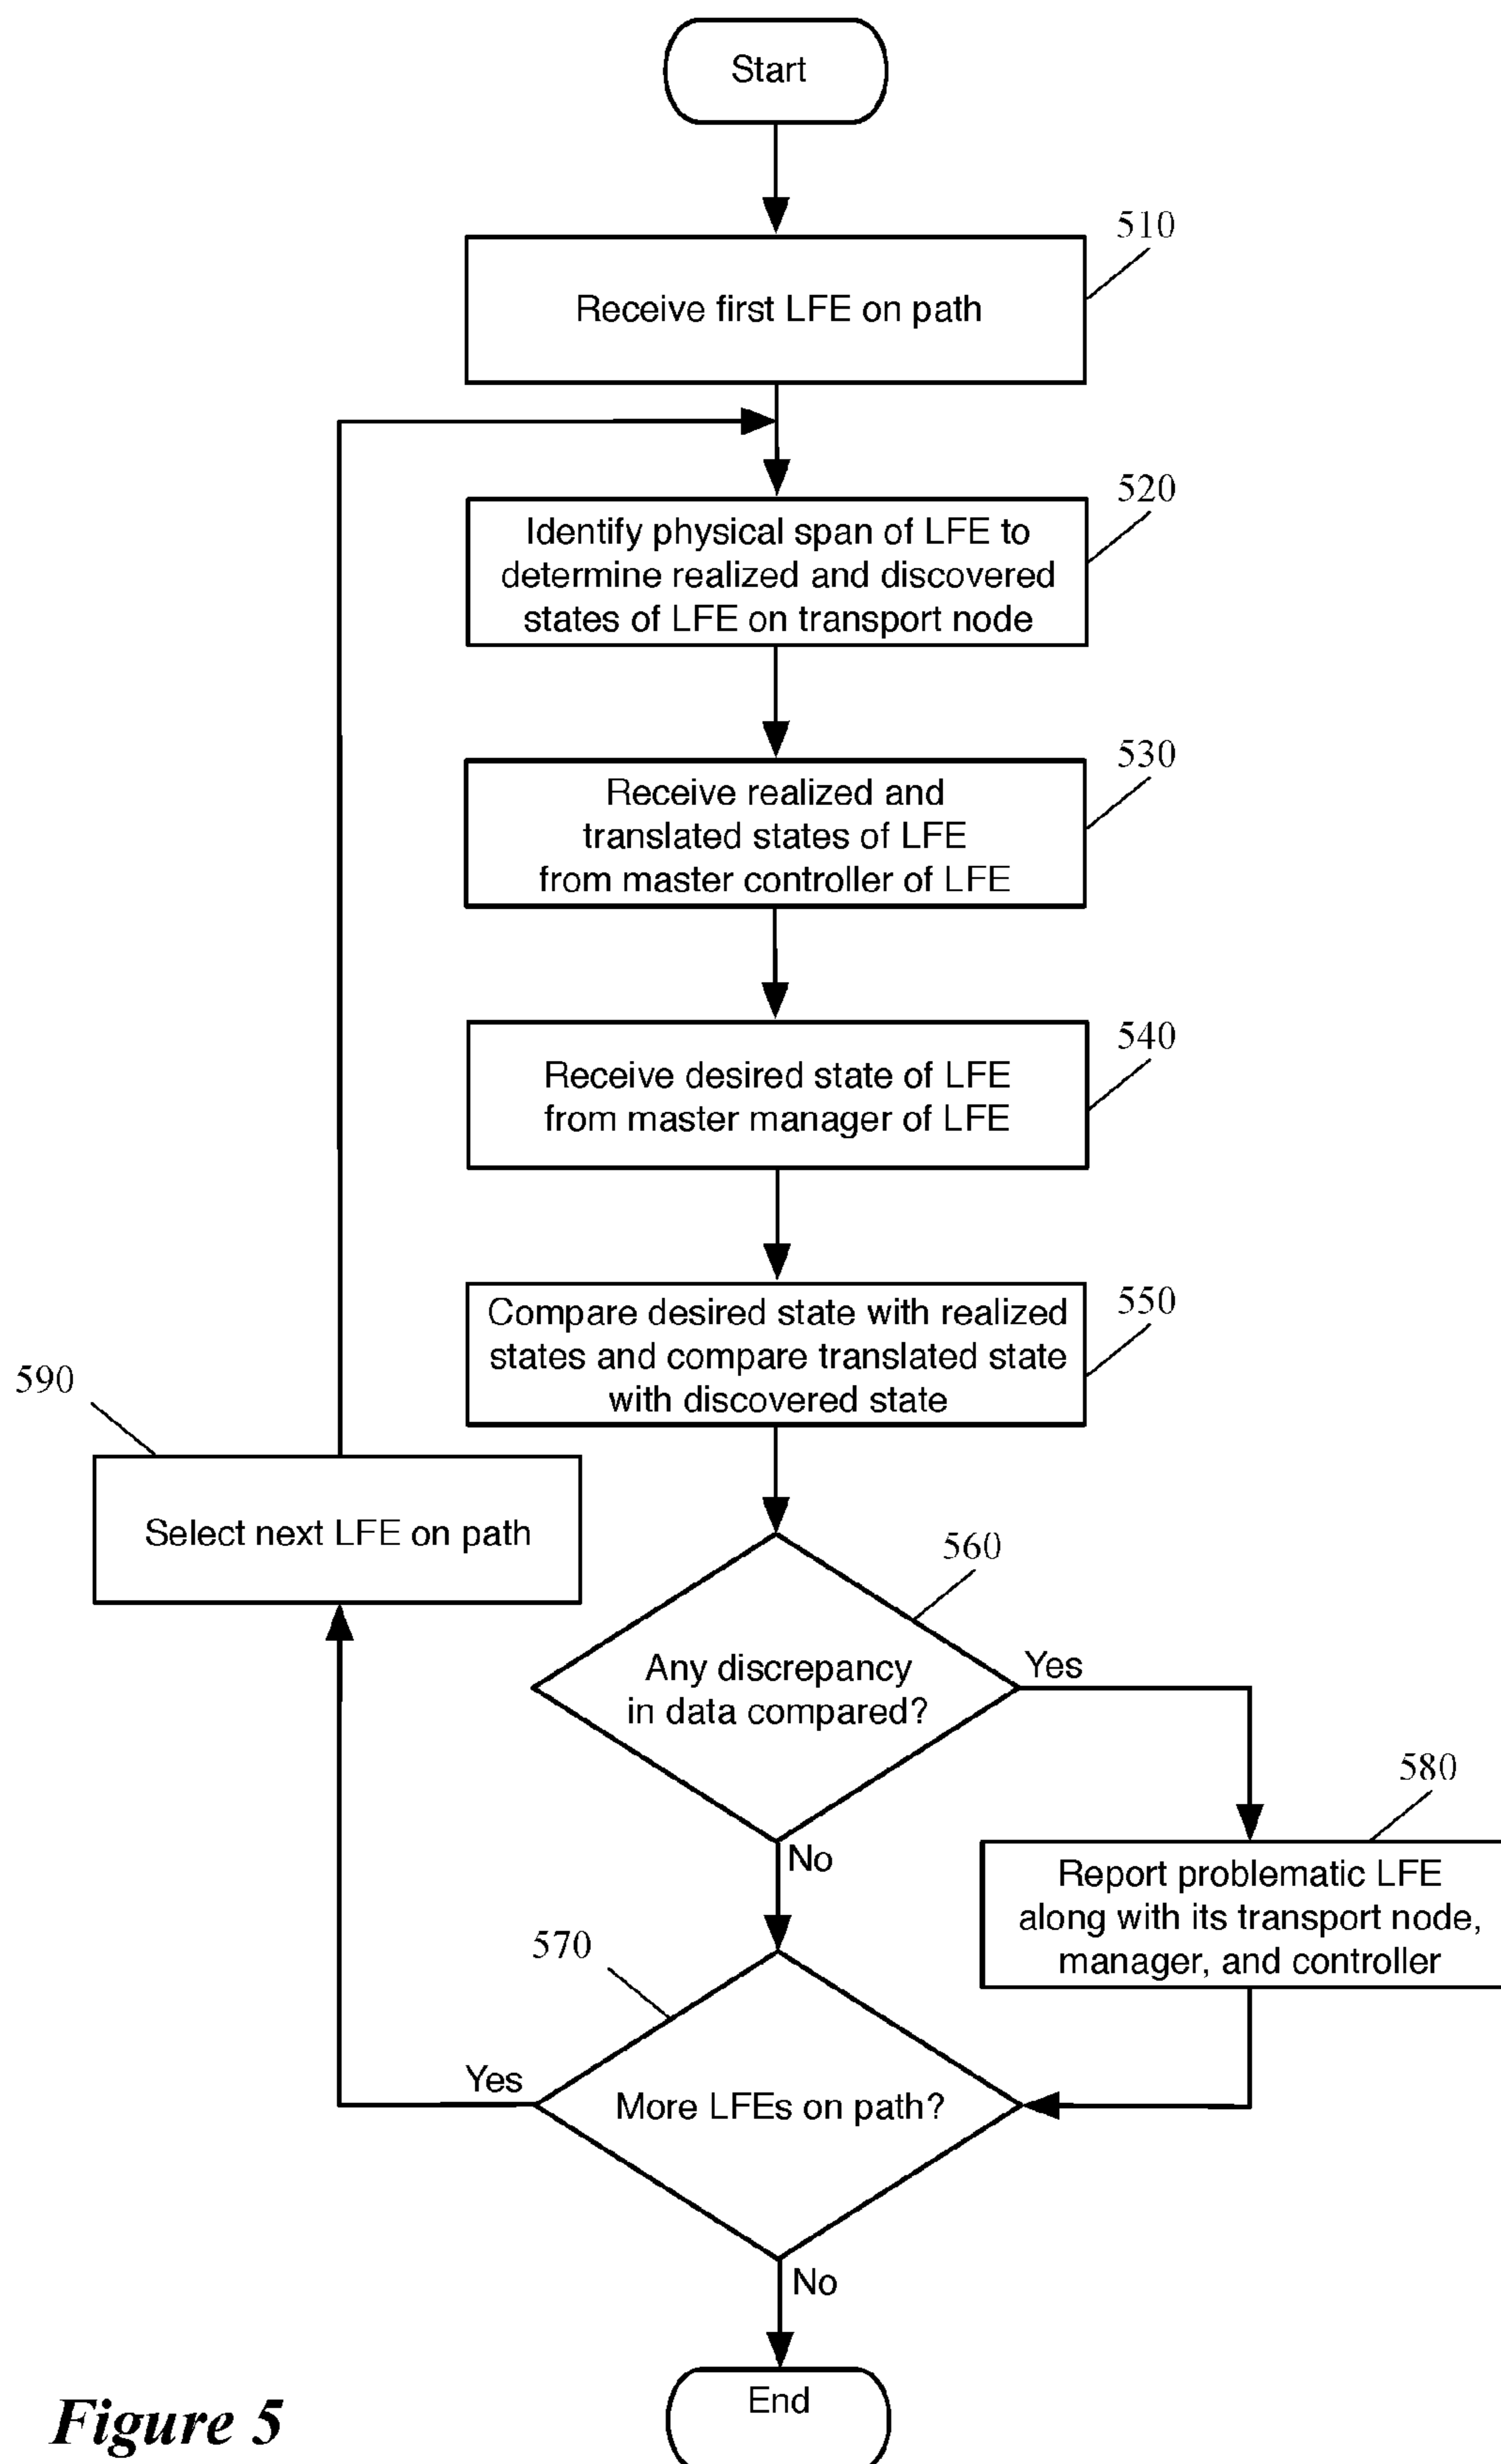 Start
510
Receive first LFE on path
520
Identify physical span of LFE to
determine realized and discovered
states of LFE on transport node
530
Receive realized and
translated states of LFE
from master controller of LFE
540
Receive desired state of LFE
from master manager of LFE
550
Compare desired state with realized
states and compare translated state
with discovered state
590
Select next LFE on path
560
Any discrepancy
in data compared?
Yes
No
580
Report problematic LFE
along with its transport node,
manager, and controller
570
More LFEs on path?
Yes
No
End
Figure 5